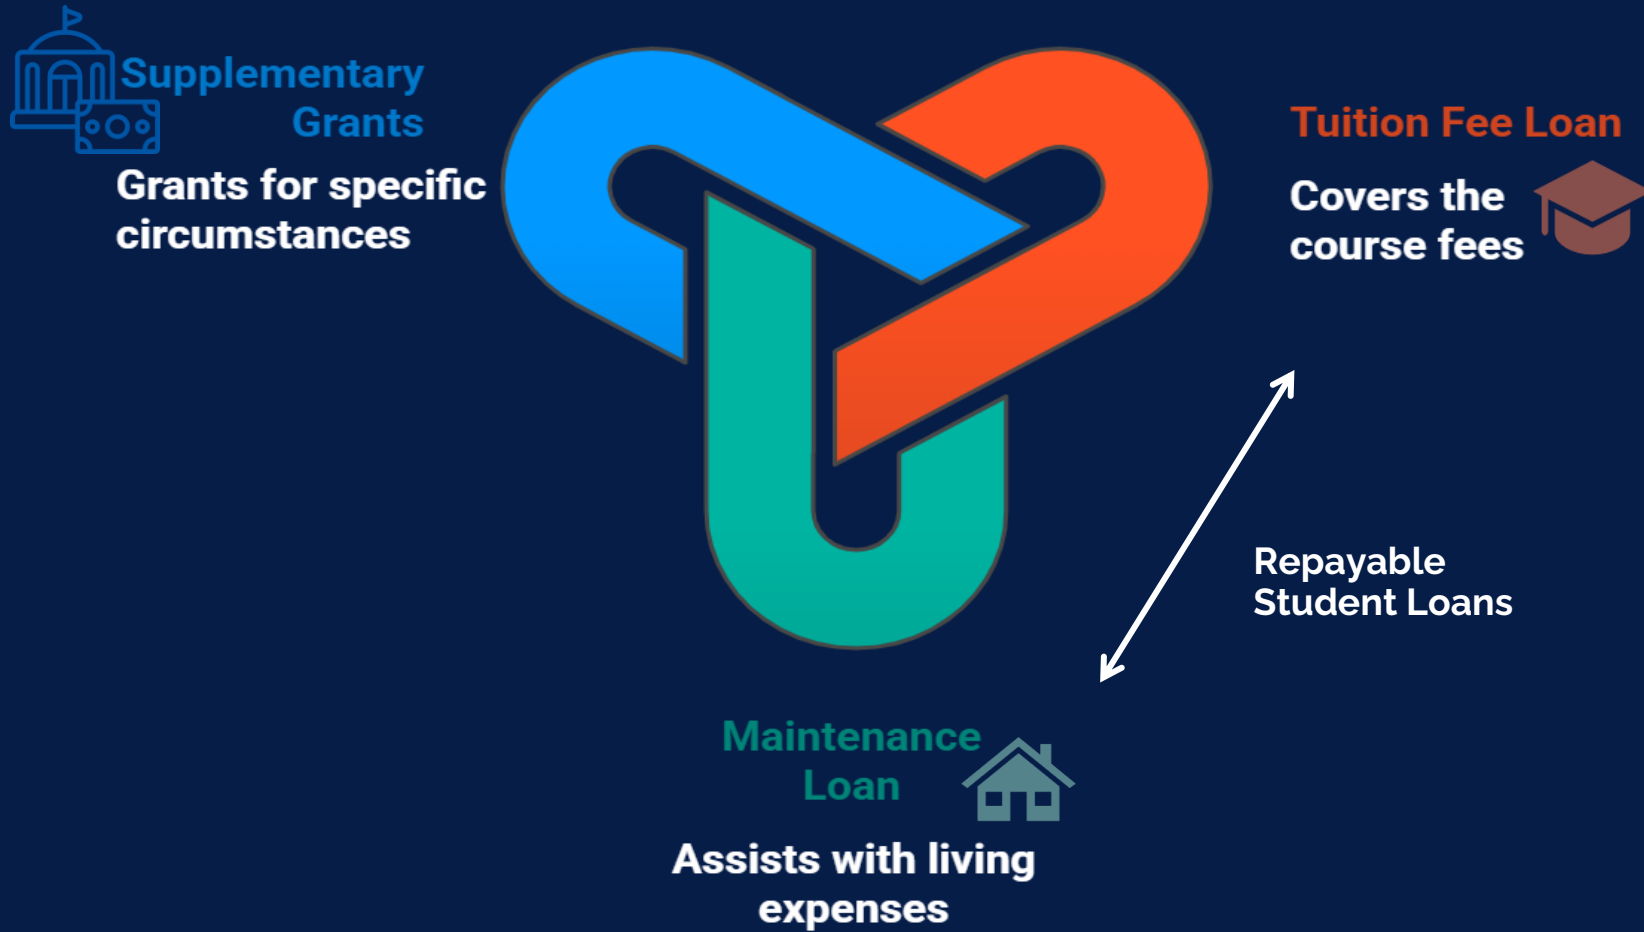 Supplementary
Grants
Grants for specific
circumstances
Tuition Fee Loan
Covers the
course fees
Repayable
Student Loans
Maintenance
Loan
Assists with living
expenses